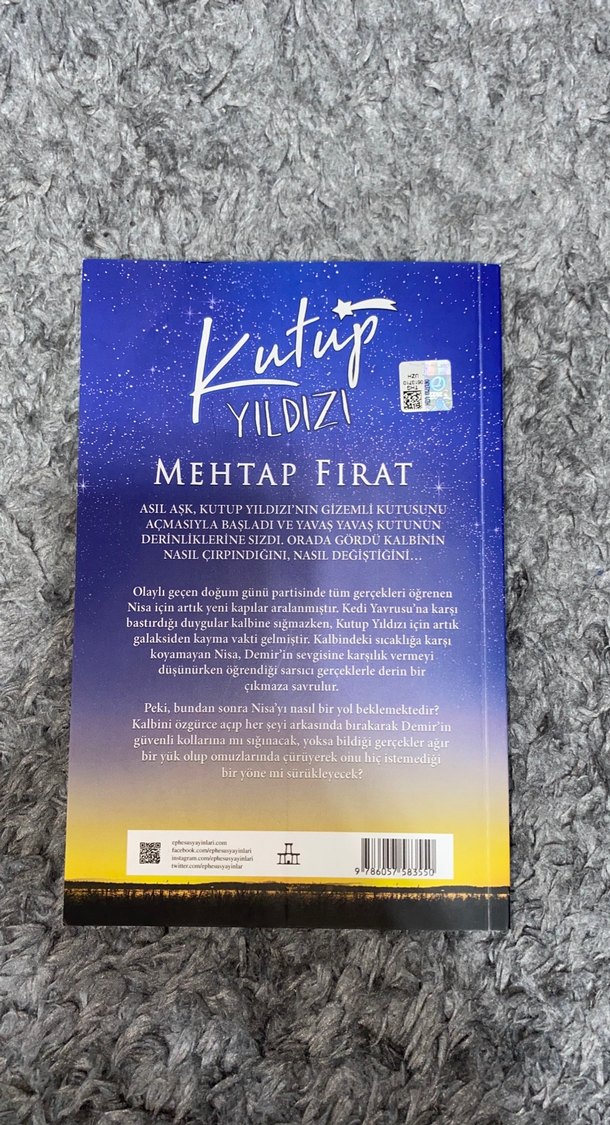 Kutup
YILDIZI
MEHTAP FIRAT
ASIL AŞK, KUTUP YILDIZI'NIN GİZEMLİ KUTUSUNU
AÇMASIYLA BAŞLADI VE YAVAŞ YAVAŞ KUTUNUN
DERİNLİKLERİNE SIZDI. ORADA GÖRDÜ KALBİNİN
NASIL ÇIRPINDIĞINI, NASIL DEĞİŞTİĞİNİ...
Olaylı geçen doğum günü partisinde tüm gerçekleri öğrenen
Nisa için artık yeni kapılar aralanmıştır. Kedi Yavrusu'na karşı
bastırdığı duygular kalbine sığmazken, Kutup Yıldızı için artık
galaksiden kayma vakti gelmiştir. Kalbindeki sıcaklığa karşı
koyamayan Nisa, Demir'in sevgisine karşılık vermeyi
düşünürken öğrendiği sarsıcı gerçeklerle derin bir
çıkmaza savrulur.
Peki, bundan sonra Nisa'yı nasıl bir yol beklemektedir?
Kalbini özgürce açıp her şeyi arkasında bırakarak Demir'in
güvenli kollarına mı sığınacak, yoksa bildiği gerçekler ağır
bir yük olup omuzlarında çürüyerek onu hiç istemediği
bir yöne mi sürükleyecek?
ephesusyayinlari.com
facebook.com/ephesusyayinlari
instagram.com/ephesusyayinlari
twitter.com/ephesusyayinlar
9 786057 583550